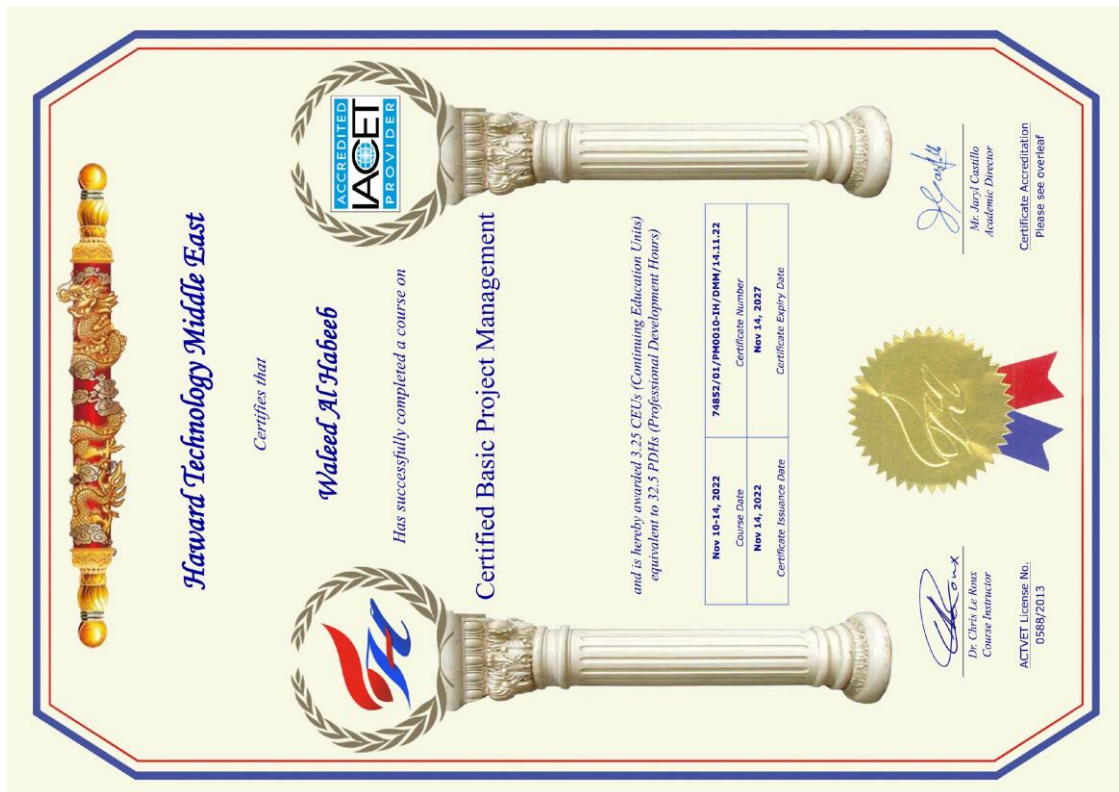 Haward Technology Middle East
Certifies that
Waleed Al Habeeb
Has successfully completed a course on
ACCREDITED
IACET
PROVIDER
Certified Basic Project Management
and is hereby awarded 3.25 CEUs (Continuing Education Units)
equivalent to 32.5 PDHs (Professional Development Hours)
Nov 10-14, 2022 74852/01/PM0010-IH/DMM/14.11.22
Course Date Certificate Number
Nov 14, 2022 Nov 14, 2027
Certificate Issuance Date Certificate Expiry Date
Dr. Chris Le Roux
Course Instructor
ACTVET License No.
0588/2013
Mr. Jaryl Castillo
Academic Director
Certificate Accreditation
Please see overleaf